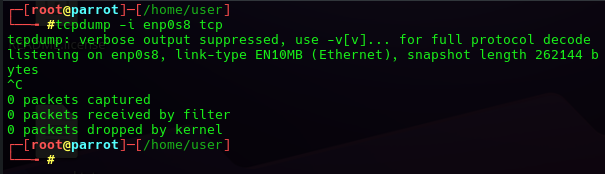 ┌─[root@parrot]─[/home/user]
└──╼ #tcpdump -i enp0s8 tcp
tcpdump: verbose output suppressed, use -v[v]... for full protocol decode
listening on enp0s8, link-type EN10MB (Ethernet), snapshot length 262144 b
ytes
^C
0 packets captured
0 packets received by filter
0 packets dropped by kernel
┌─[root@parrot]─[/home/user]
└──╼ #